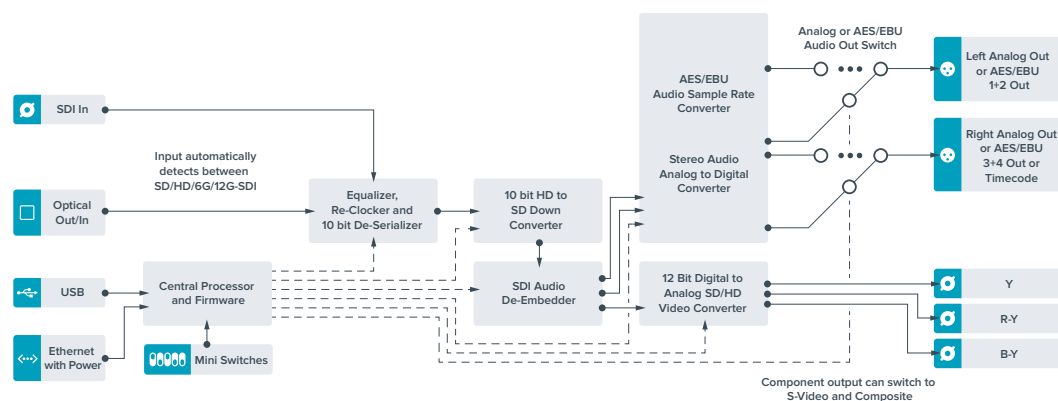 SDI In
Input automatically
detects between
SD/HD/6G/12G-SDI
Optical
Out/In
USB
Ethernet
with Power
Central Processor
and Firmware
Mini Switches
Equalizer,
Re-Clocker and
10 bit De-Serializer
10 bit HD to
SD Down
Converter
SDI Audio
De-Embedder
AES/EBU
Audio Sample Rate
Converter
Stereo Audio
Analog to Digital
Converter
12 Bit Digital to
Analog SD/HD
Video Converter
Analog or AES/EBU
Audio Out Switch
Left Analog Out
or AES/EBU
1+2 Out
Right Analog Out
or AES/EBU
3+4 Out or
Timecode
Y
R-Y
B-Y
Component output can switch to
S-Video and Composite